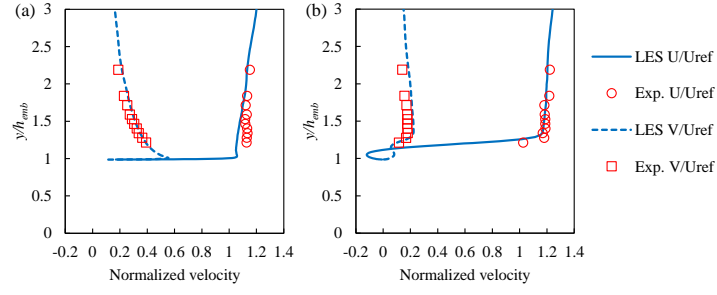 (a)
(b)
3
2.5
2
1.5
1
0.5
0
y/h_emb
-0.2 0 0.2 0.4 0.6 0.8 1 1.2 1.4
Normalized velocity
3
2.5
2
1.5
1
0.5
0
y/h_emb
-0.2 0 0.2 0.4 0.6 0.8 1 1.2 1.4
Normalized velocity
LES U/Uref
Exp. U/Uref
LES V/Uref
Exp. V/Uref